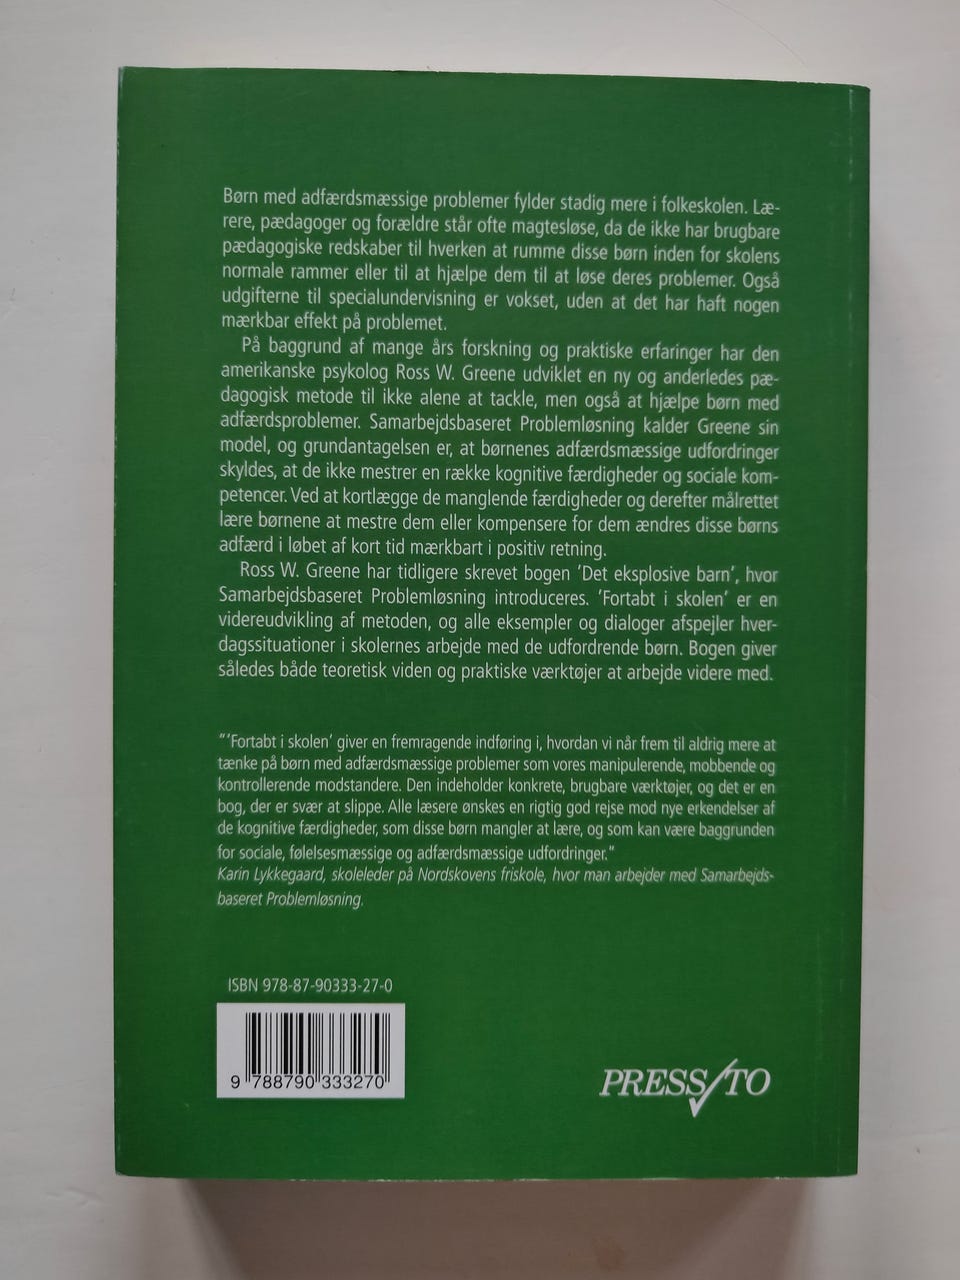 Børn med adfærdsmæssige problemer fylder stadig mere i folkeskolen. Læ-
rere, pædagoger og forældre står ofte magtesløse, da de ikke har brugbare
pædagogiske redskaber til hverken at rumme disse børn inden for skolens
normale rammer eller til at hjælpe dem til at løse deres problemer. Også
udgifterne til specialundervisning er vokset, uden at det har haft nogen
mærkbar effekt på problemet.
På baggrund af mange års forskning og praktiske erfaringer har den
amerikanske psykolog Ross W. Greene udviklet en ny og anderledes pæ-
dagogisk metode til ikke alene at tackle, men også at hjælpe børn med
adfærdsproblemer. Samarbejdsbaseret Problemløsning kalder Greene sin
model, og grundantagelsen er, at børnenes adfærdsmæssige udfordringer
skyldes, at de ikke mestrer en række kognitive færdigheder og sociale kom-
petencer. Ved at kortlægge de manglende færdigheder og derefter målrettet
lære børnene at mestre dem eller kompensere for dem ændres disse børns
adfærd i løbet af kort tid mærkbart i positiv retning.
Ross W. Greene har tidligere skrevet bogen 'Det eksplosive barn', hvor
Samarbejdsbaseret Problemløsning introduceres. 'Fortabt i skolen' er en
videreudvikling af metoden, og alle eksempler og dialoger afspejler hver-
dagssituationer i skolernes arbejde med de udfordrende børn. Bogen giver
således både teoretisk viden og praktiske værktøjer at arbejde videre med.
"'Fortabt i skolen' giver en fremragende indføring i, hvordan vi når frem til aldrig mere at
tænke på børn med adfærdsmæssige problemer som vores manipulerende, mobbende og
kontrollerende modstandere. Den indeholder konkrete, brugbare værktøjer, og det er en
bog, der er svær at slippe. Alle læsere ønskes en rigtig god rejse mod nye erkendelser af
de kognitive færdigheder, som disse børn mangler at lære, og som kan være baggrunden
for sociale, følelsesmæssige og adfærdsmæssige udfordringer."
Karin Lykkegaard, skoleleder på Nordskovens friskole, hvor man arbejder med Samarbejds-
baseret Problemløsning.
ISBN 978-87-90333-27-0
9 788790 333270
PRESSTO